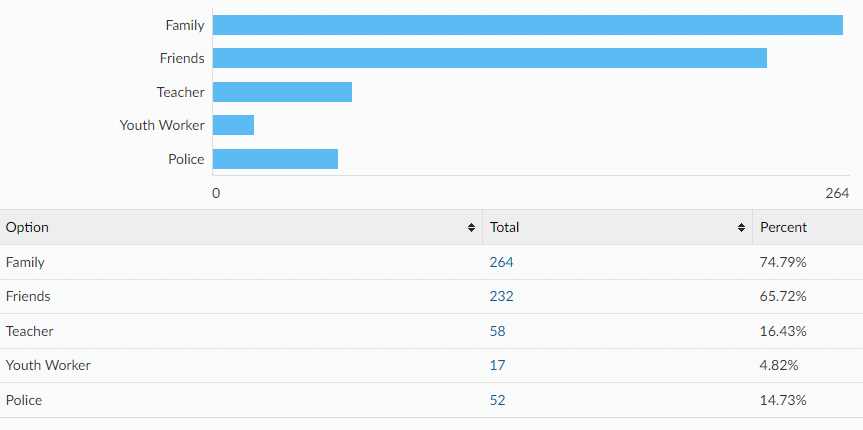 Family
Friends
Teacher
Youth Worker
Police
0 264
Option Total Percent
Family 264 74.79%
Friends 232 65.72%
Teacher 58 16.43%
Youth Worker 17 4.82%
Police 52 14.73%